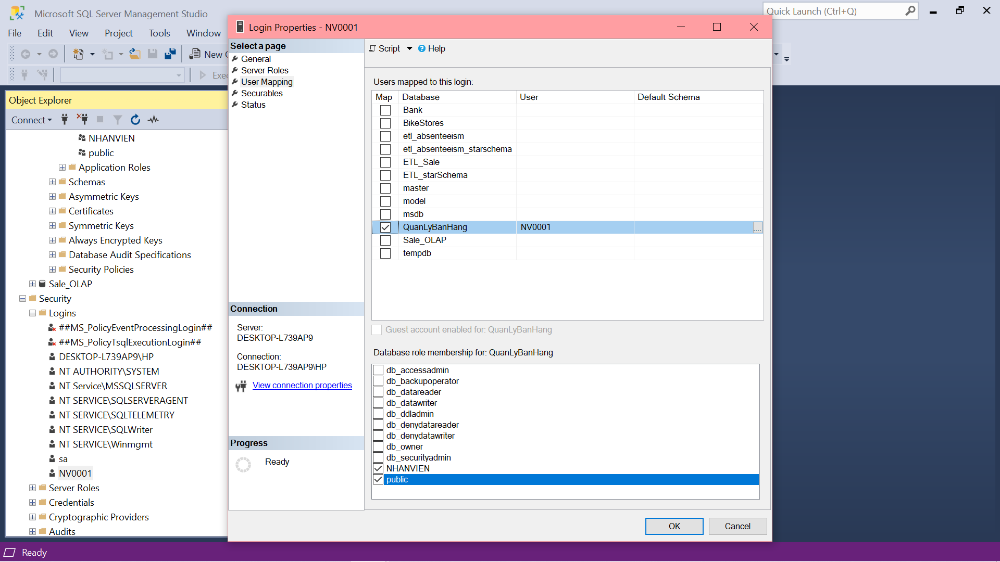 Microsoft SQL Server Management Studio
Quick Launch (Ctrl+Q)
File Edit View Project Tools Window
New
Exec
Object Explorer
Connect
NHANVIEN
public
Application Roles
Schemas
Asymmetric Keys
Certificates
Symmetric Keys
Always Encrypted Keys
Database Audit Specifications
Security Policies
Sale_OLAP
Security
Logins
##MS_PolicyEventProcessingLogin##
##MS_PolicyTsqlExecutionLogin##
DESKTOP-L739AP9\HP
NT AUTHORITY\SYSTEM
NT Service\MSSQLSERVER
NT SERVICE\SQLSERVERAGENT
NT SERVICE\SQLTELEMETRY
NT SERVICE\SQLWriter
NT SERVICE\Winmgmt
sa
NV0001
Server Roles
Credentials
Cryptographic Providers
Audits
Login Properties - NV0001
Select a page
General
Server Roles
User Mapping
Securables
Status
Connection
Server:
DESKTOP-L739AP9
Connection:
DESKTOP-L739AP9\HP
View connection properties
Progress
Ready
Script Help
Users mapped to this login:
Map Database User Default Schema
Bank
BikeStores
etl_absenteeism
etl_absenteeism_starschema
ETL_Sale
ETL_starSchema
master
model
msdb
QuanLyBanHang NV0001 ....
Sale_OLAP
tempdb
Guest account enabled for: QuanLyBanHang
Database role membership for: QuanLyBanHang
db_accessadmin
db_backupoperator
db_datareader
db_datawriter
db_ddladmin
db_denydatareader
db_denydatawriter
db_owner
db_securityadmin
NHANVIEN
public
OK Cancel
Ready